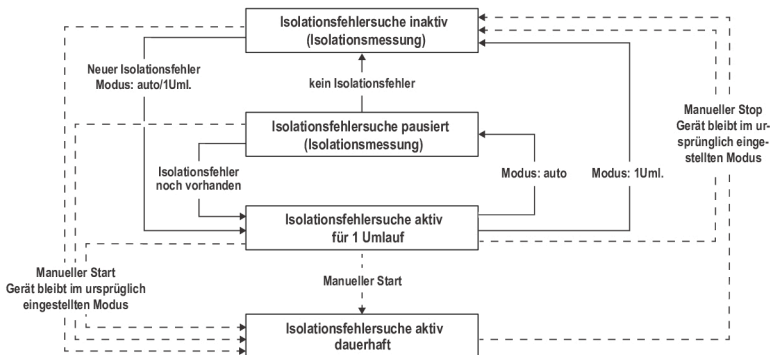 Isolationsfehlersuche inaktiv
(Isolationsmessung)
Neuer Isolationsfehler
Modus: auto/1Uml.
kein Isolationsfehler
Manueller Stop
Gerät bleibt im ur-
sprünglich einge-
stellten Modus
Isolationsfehlersuche pausiert
(Isolationsmessung)
Isolationsfehler
noch vorhanden
Modus: auto
Modus: 1Uml.
Isolationsfehlersuche aktiv
für 1 Umlauf
Manueller Start
Gerät bleibt im ursprüglich
eingestellten Modus
Manueller Start
Isolationsfehlersuche aktiv
dauerhaft